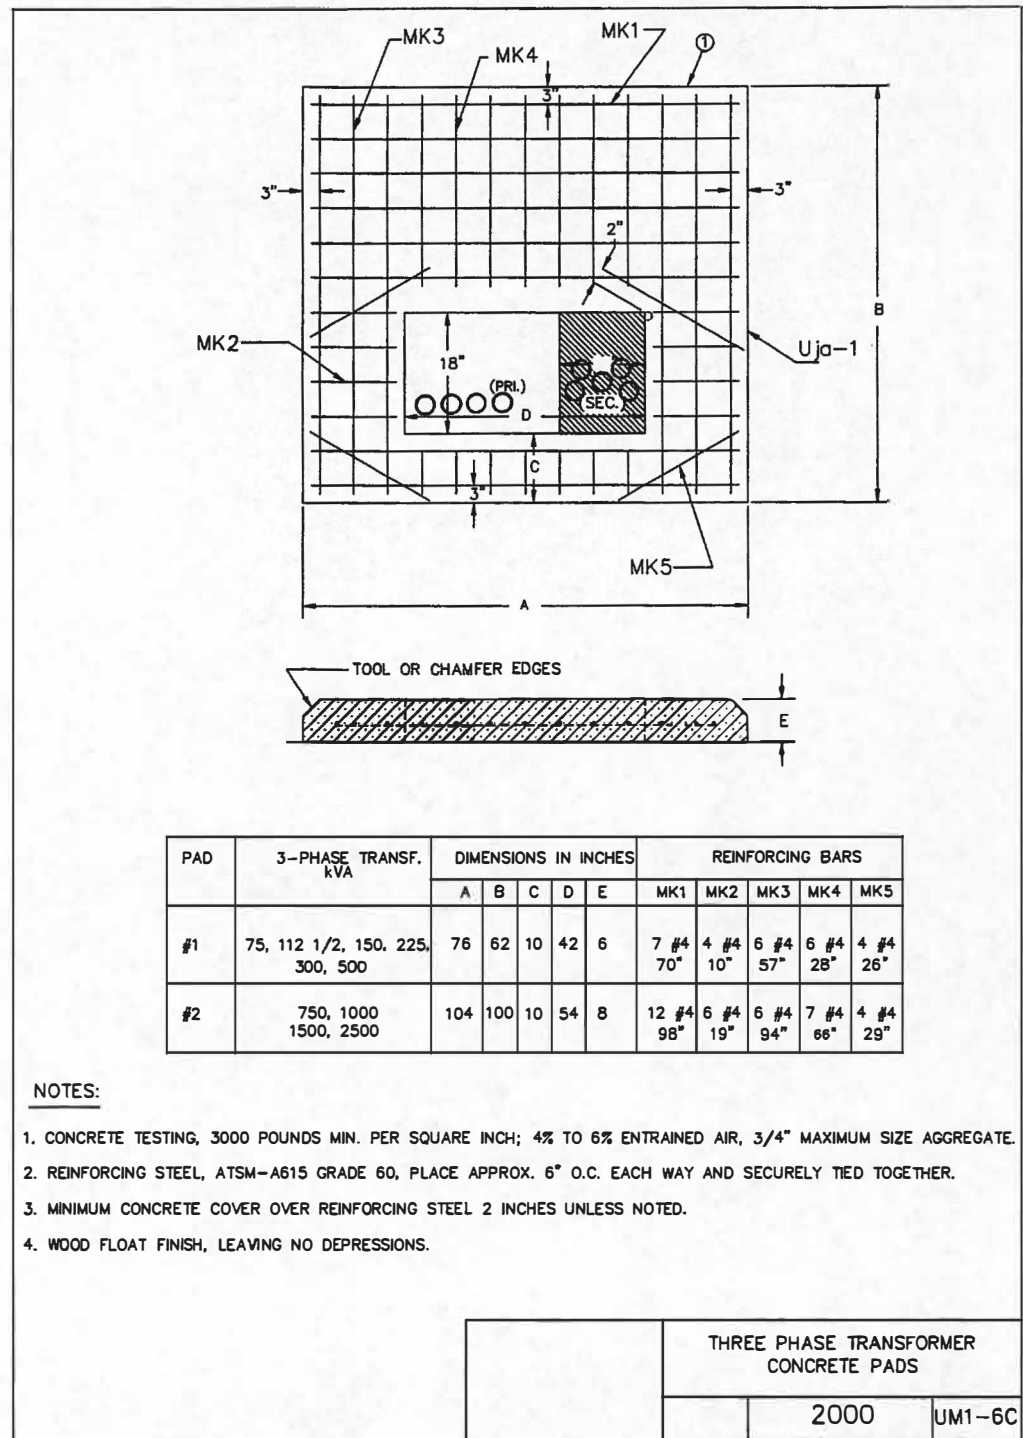 MK3
MK4
MK1
1
3"
3"
3"
2"
B
MK2
18"
(PRI.)
D
SEC.
Uja-1
C
3"
MK5
A
TOOL OR CHAMFER EDGES
E
PAD 3-PHASE TRANSF. kVA DIMENSIONS IN INCHES REINFORCING BARS
A B C D E MK1 MK2 MK3 MK4 MK5
#1 75, 112 1/2, 150. 225, 76 62 10 42 6 7 #4 4 #4 6 #4 6 #4 4 #4
300, 500 70" 10" 57" 28" 26"
#2 750, 1000 104 100 10 54 8 12 #4 6 #4 6 #4 7 #4 4 #4
1500, 2500 98" 19" 94" 66" 29"
NOTES:
1. CONCRETE TESTING, 3000 POUNDS MIN. PER SQUARE INCH; 4% TO 6% ENTRAINED AIR, 3/4" MAXIMUM SIZE AGGREGATE.
2. REINFORCING STEEL, ATSM-A615 GRADE 60, PLACE APPROX. 6" O.C. EACH WAY AND SECURELY TIED TOGETHER.
3. MINIMUM CONCRETE COVER OVER REINFORCING STEEL 2 INCHES UNLESS NOTED.
4. WOOD FLOAT FINISH, LEAVING NO DEPRESSIONS.
THREE PHASE TRANSFORMER
CONCRETE PADS
2000 UM1-6C